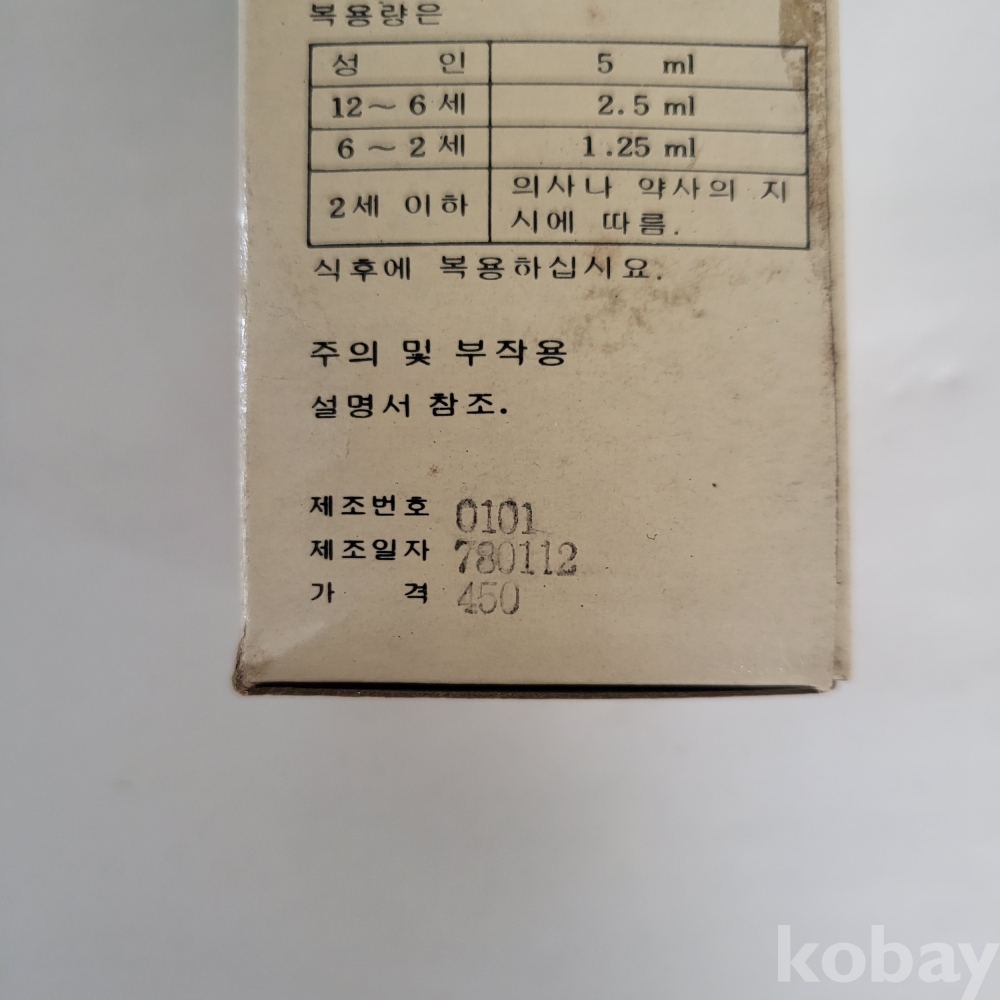 복용량은
성 인 5 ml
12~6세 2.5 ml
6~2세 1.25 ml
2세 이하 의사나 약사의 지
시에 따름.
식후에 복용하십시요.
주의 및 부작용
설명서 참조.
제조번호 0101
제조일자 780112
가 격 450
kobay